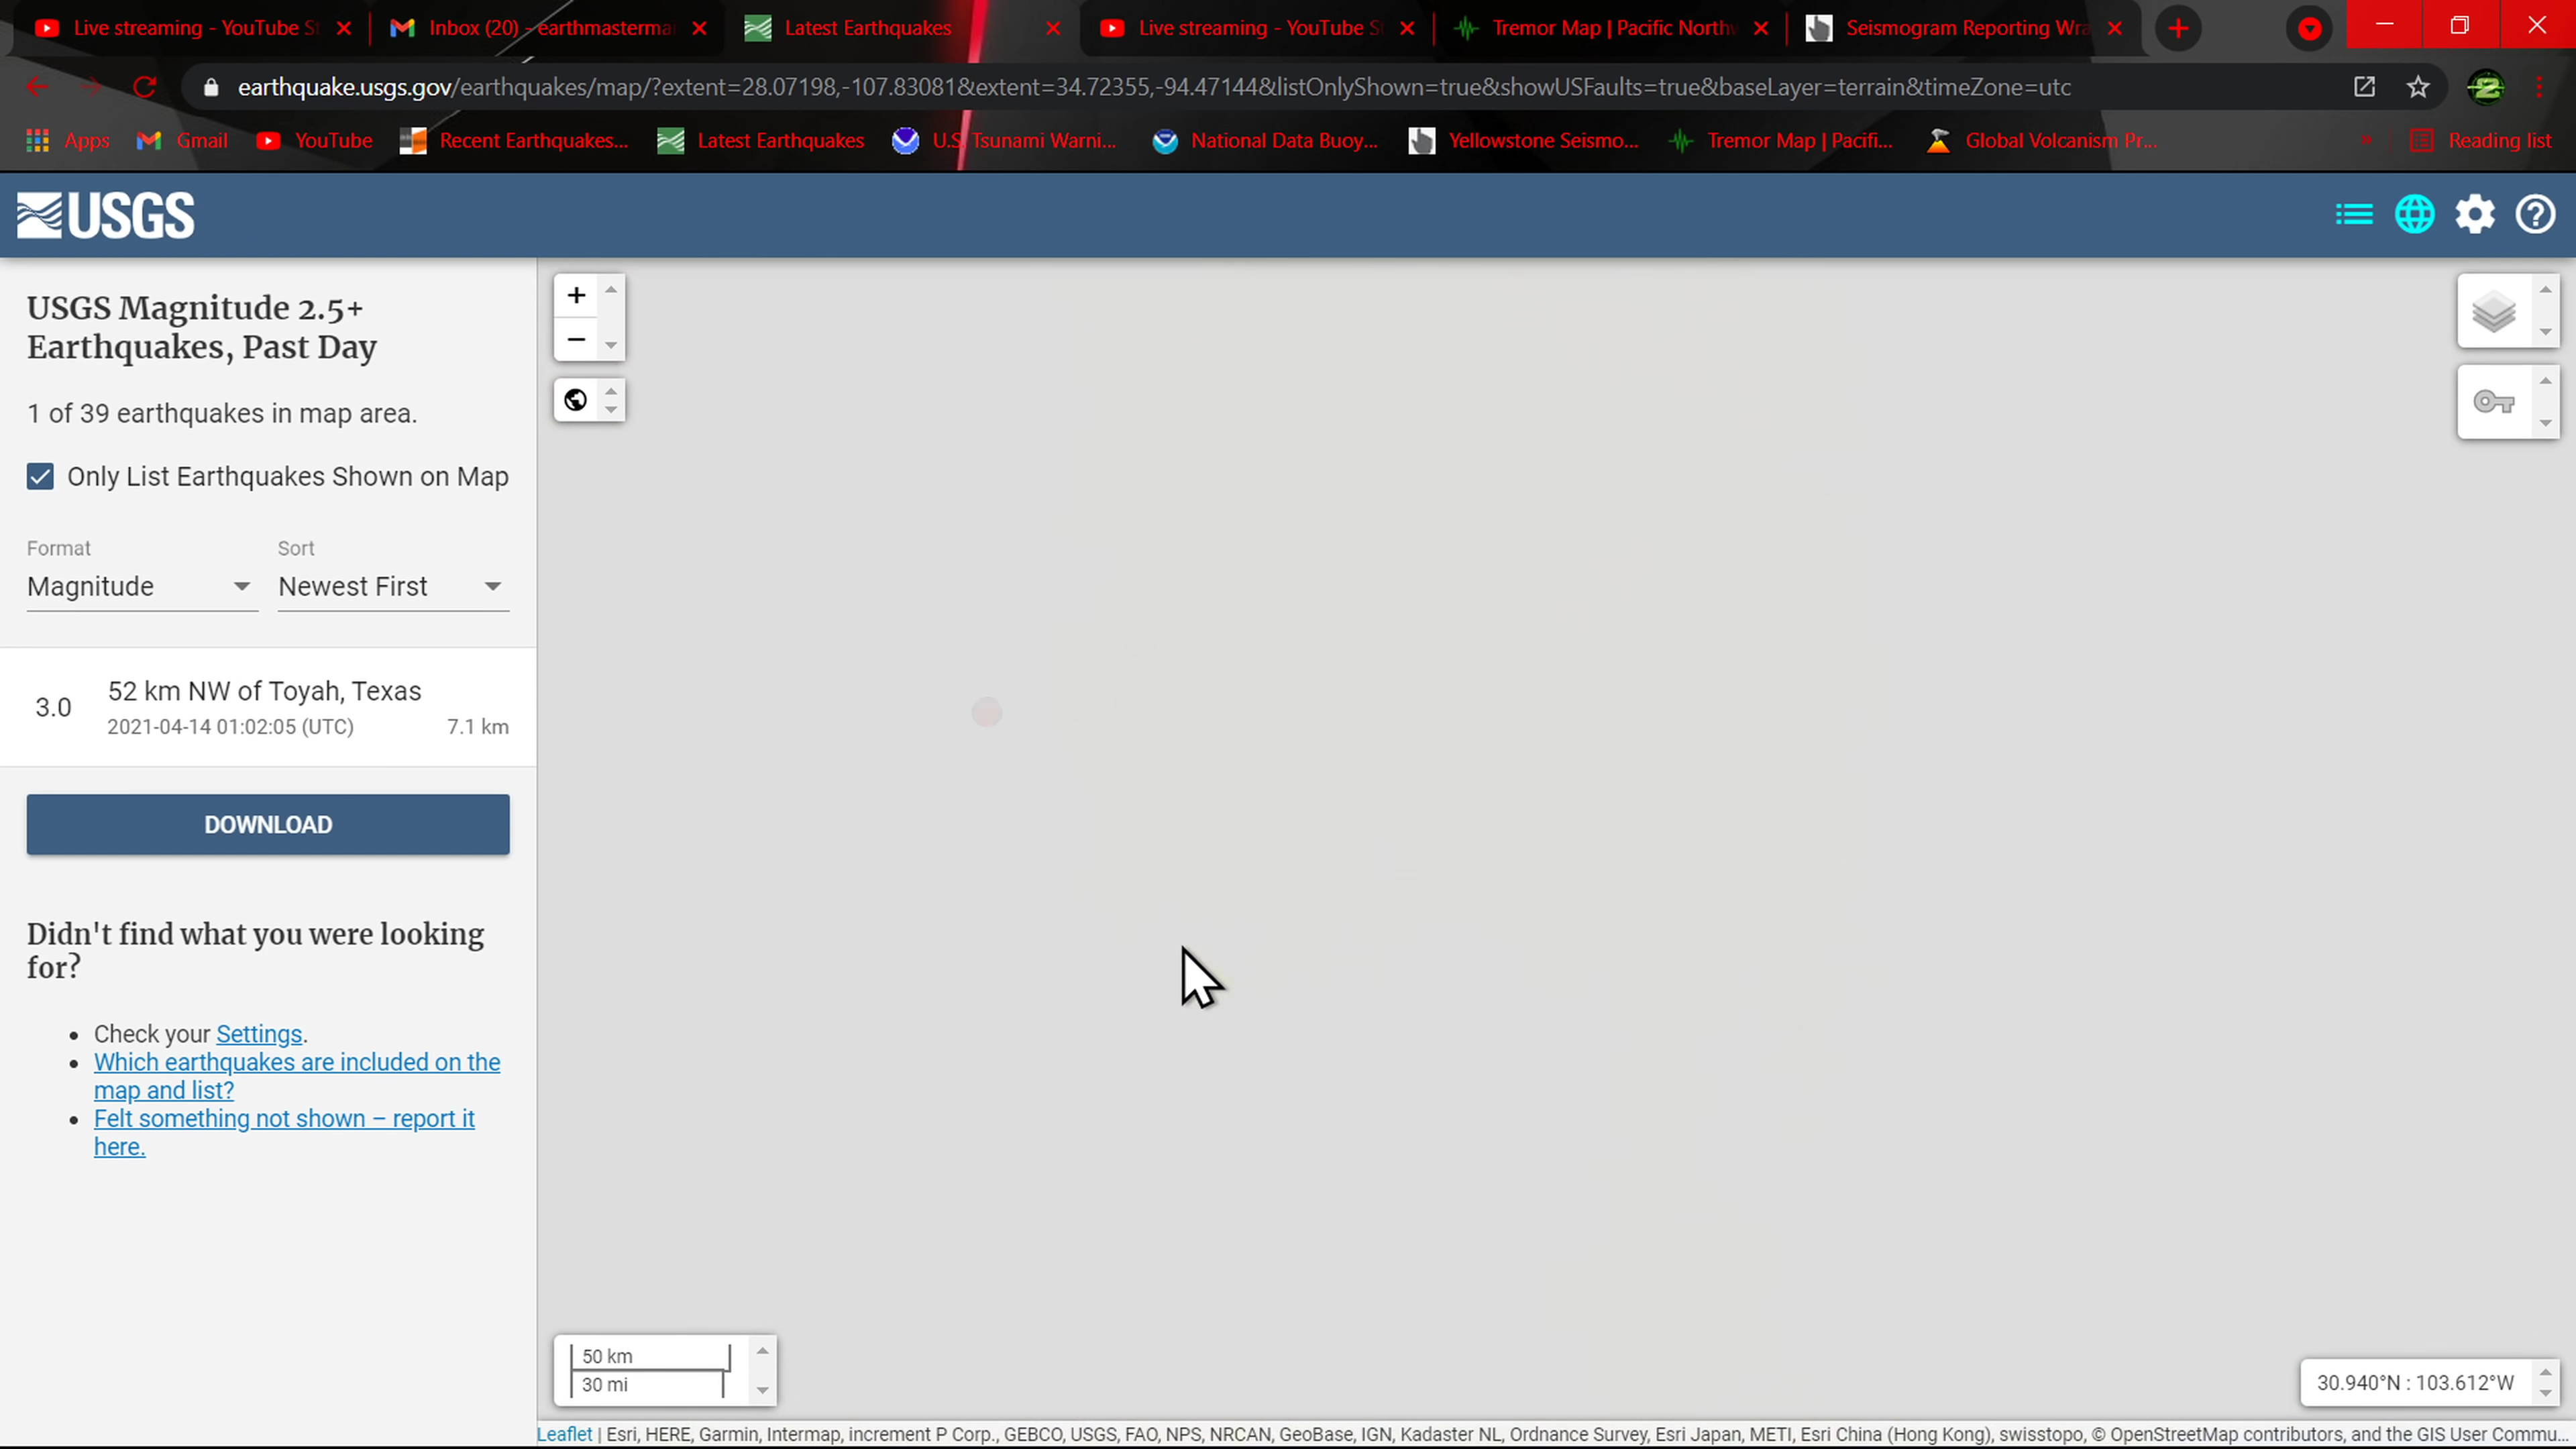 Live streaming - YouTube S
Inbox (20) - earthmasterma
Latest Earthquakes
Live streaming - YouTube S
Tremor Map | Pacific Northw
Seismogram Reporting Wra
earthquake.usgs.gov/earthquakes/map/?extent=28.07198,-107.83081&extent=34.72355,-94.47144&listOnlyShown=true&showUSFaults=true&baseLayer=terrain&timeZone=utc
Apps
Gmail
YouTube
Recent Earthquakes...
Latest Earthquakes
U.S. Tsunami Warni...
National Data Buoy...
Yellowstone Seismo...
Tremor Map | Pacifi...
Global Volcanism Pr...
»
Reading list
USGS
USGS Magnitude 2.5+
Earthquakes, Past Day
1 of 39 earthquakes in map area.
Only List Earthquakes Shown on Map
Format
Sort
Magnitude
Newest First
3.0
52 km NW of Toyah, Texas
2021-04-14 01:02:05 (UTC)
7.1 km
DOWNLOAD
Didn't find what you were looking
for?
• Check your Settings.
• Which earthquakes are included on the
map and list?
• Felt something not shown – report it
here.
+
−
50 km
30 mi
30.940°N : 103.612°W
Leaflet | Esri, HERE, Garmin, Intermap, increment P Corp., GEBCO, USGS, FAO, NPS, NRCAN, GeoBase, IGN, Kadaster NL, Ordnance Survey, Esri Japan, METI, Esri China (Hong Kong), swisstopo, © OpenStreetMap contributors, and the GIS User Commu...